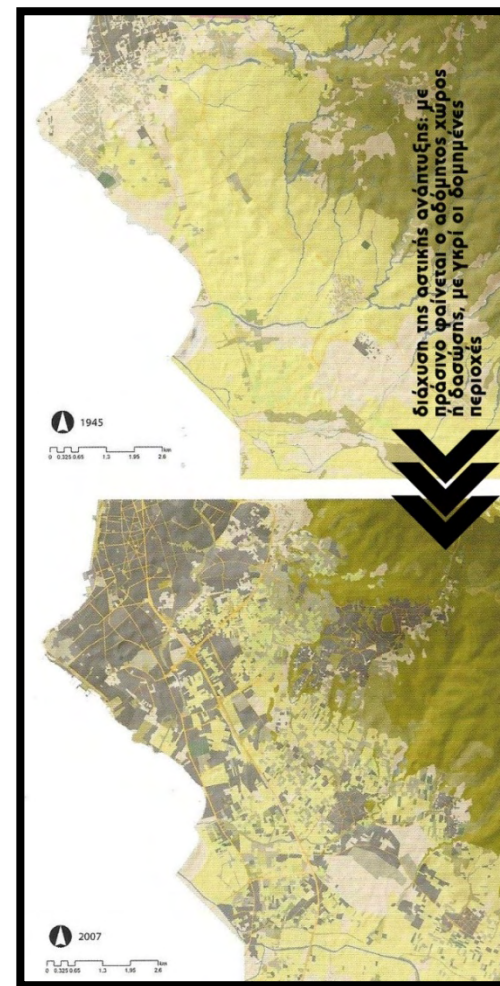 διάχυση της αστικής ανάπτυξης: με
πράσινο φαίνεται ο αδόμητος χώρος
ή δασώσης, με γκρί οι δομημένες
περιοχές
1945
0 0.325 0.65 1.3 1.95 2.6 km
2007
0 0.325 0.65 1.3 1.95 2.6 km